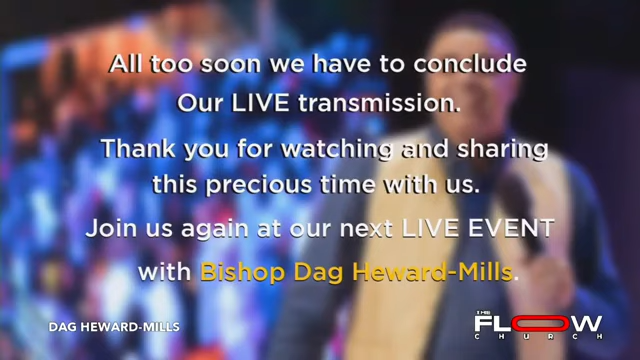 All too soon we have to conclude
Our LIVE transmission.
Thank you for watching and sharing
this precious time with us.
Join us again at our next LIVE EVENT
with Bishop Dag Heward-Mills.
DAG HEWARD-MILLS
THE
FLOW
CHURCH